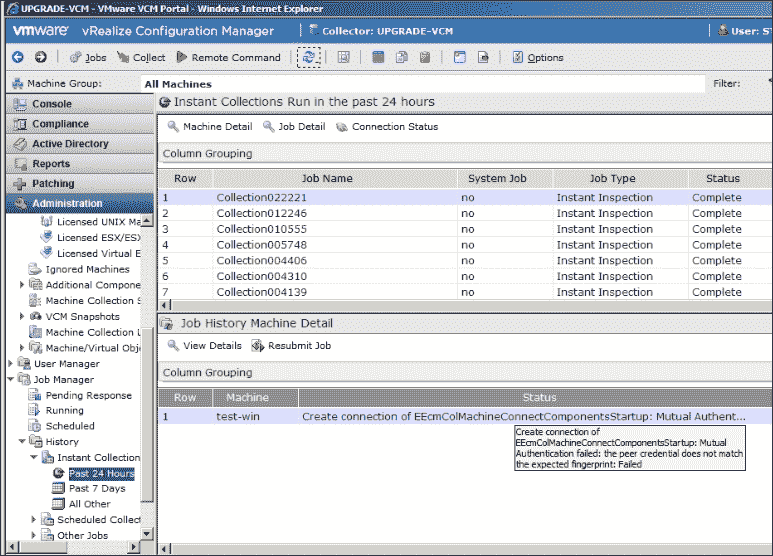 UPGRADE-VCM - VMware VCM Portal - Windows Internet Explorer
vmware vRealize Configuration Manager Collector: UPGRADE-VCM User:
Jobs Collect Remote Command Options
Machine Group: All Machines Filter:
Console
Compliance
Active Directory
Reports
Patching
Administration
Licensed UNIX Ma
Licensed ESX/ESX
Licensed Virtual E
Ignored Machines
Additional Compone
Machine Collection S
VCM Snapshots
Machine Collection L
Machine/Virtual Obj
User Manager
Job Manager
Pending Response
Running
Scheduled
History
Instant Collection
Past 24 Hours
Past 7 Days
All Other
Scheduled Collect
Other Jobs
Instant Collections Run in the past 24 hours
Machine Detail Job Detail Connection Status
Column Grouping
Row Job Name System Job Job Type Status
1 Collection022221 no Instant Inspection Complete
2 Collection012246 no Instant Inspection Complete
3 Collection010555 no Instant Inspection Complete
4 Collection005748 no Instant Inspection Complete
5 Collection004406 no Instant Inspection Complete
6 Collection004310 no Instant Inspection Complete
7 Collection004139 no Instant Inspection Complete
Job History Machine Detail
View Details Resubmit Job
Column Grouping
Row Machine Status
1 test-win Create connection of EEcmColMachineConnectComponentsStartup: Mutual Authent...
Create connection of
EEcmColMachineConnectComponentsStartup: Mutual
Authentication failed: the peer credential does not match
the expected fingerprint: Failed